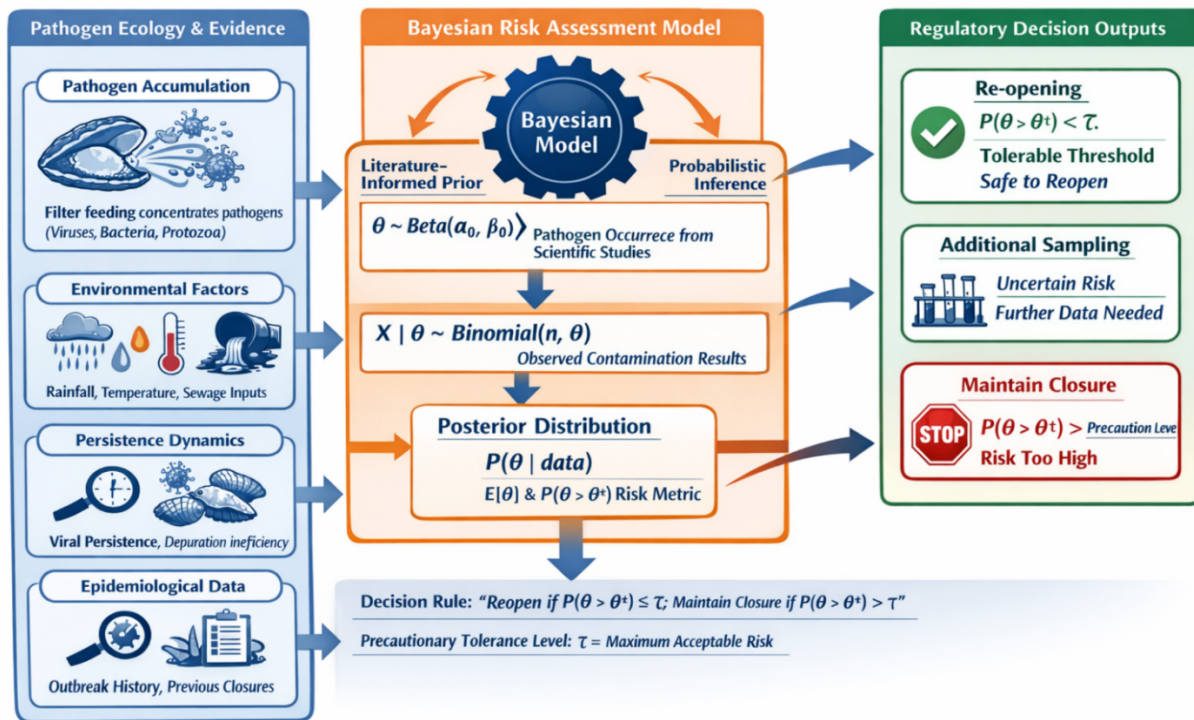 Pathogen Ecology & Evidence
Pathogen Accumulation
Filter feeding concentrates pathogens
(Viruses, Bacteria, Protozoa)
Environmental Factors
Rainfall, Temperature, Sewage Inputs
Persistence Dynamics
Viral Persistence, Depuration ineficiency
Epidemiological Data
Outbreak History, Previous Closures
Bayesian Risk Assessment Model
Bayesian
Model
Literature-
Informed Prior
Probabilistic
Inference
θ ~ Beta(α₀, β₀)⟩ Pathogen Occurrece from
Scientific Studies
X | θ ~ Binomial(n, θ)
Observed Contamination Results
Posterior Distribution
P(θ | data)
E[θ] & P(θ > θᵗ) Risk Metric
Decision Rule: "Reopen if P(θ > θᵗ) ≤ τ; Maintain Closure if P(θ > θᵗ) > τ"
Precautionary Tolerance Level: τ = Maximum Acceptable Risk
Regulatory Decision Outputs
Re-opening
P(θ > θᵗ) < τ.
Tolerable Threshold
Safe to Reopen
Additional Sampling
Uncertain Risk
Further Data Needed
Maintain Closure
STOP
P(θ > θᵗ) > Precaution Leve
Risk Too High